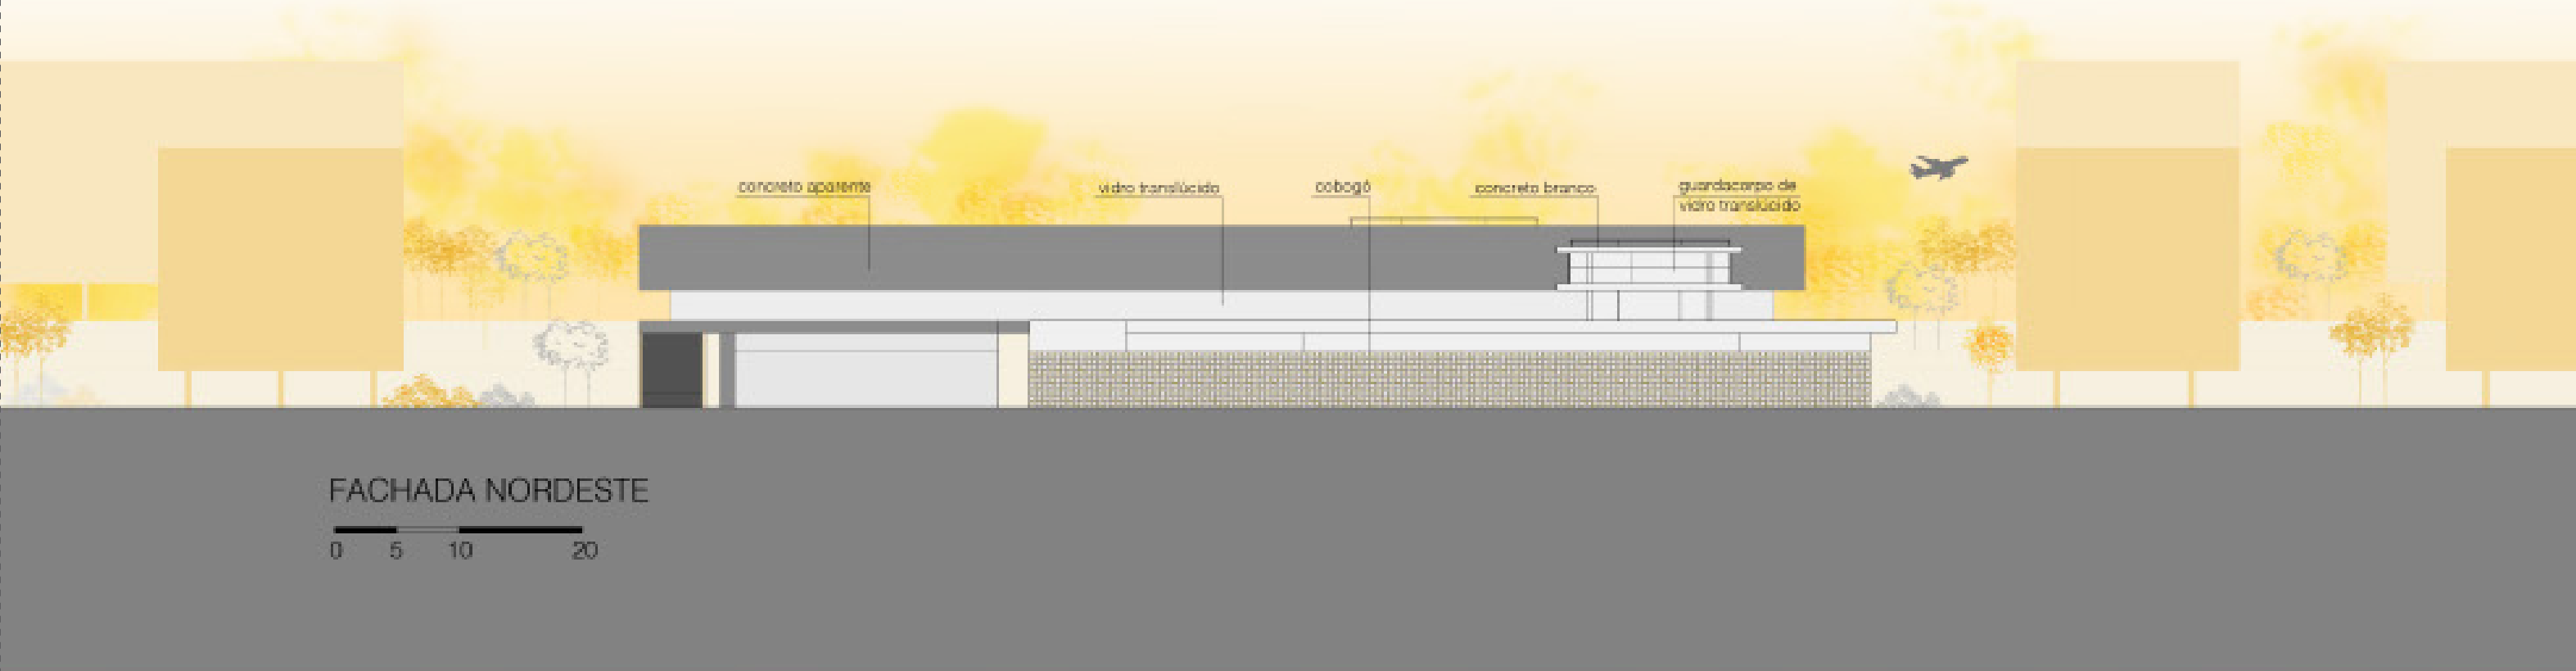 concreto aparente
vidro translúcido
cobogó
concreto branco
guardacorpo de
vidro translúcido
FACHADA NORDESTE
0 5 10 20